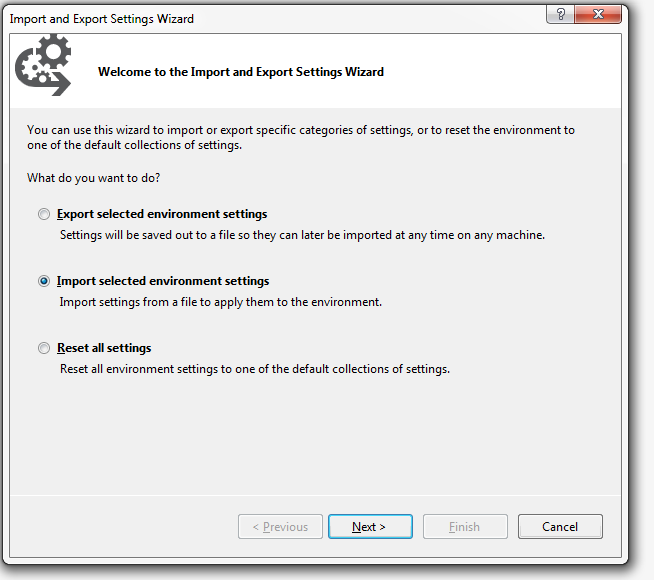 Import and Export Settings Wizard
?
Welcome to the Import and Export Settings Wizard
You can use this wizard to import or export specific categories of settings, or to reset the environment to
one of the default collections of settings.
What do you want to do?
Export selected environment settings
Settings will be saved out to a file so they can later be imported at any time on any machine.
Import selected environment settings
Import settings from a file to apply them to the environment.
Reset all settings
Reset all environment settings to one of the default collections of settings.
< Previous Next > Finish Cancel